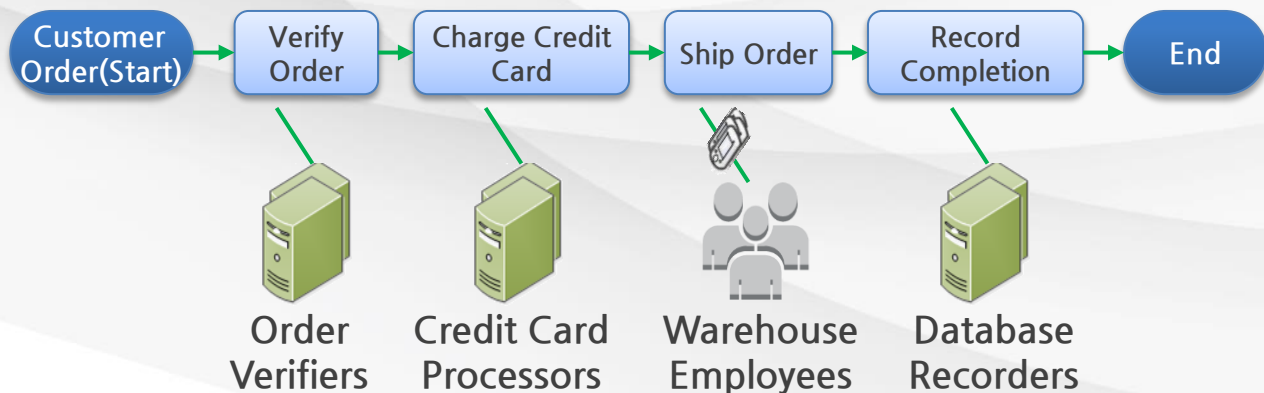 Customer
Order(Start)
Verify
Order
Charge Credit
Card
Ship Order
Record
Completion
End
Order
Verifiers
Credit Card
Processors
Warehouse
Employees
Database
Recorders